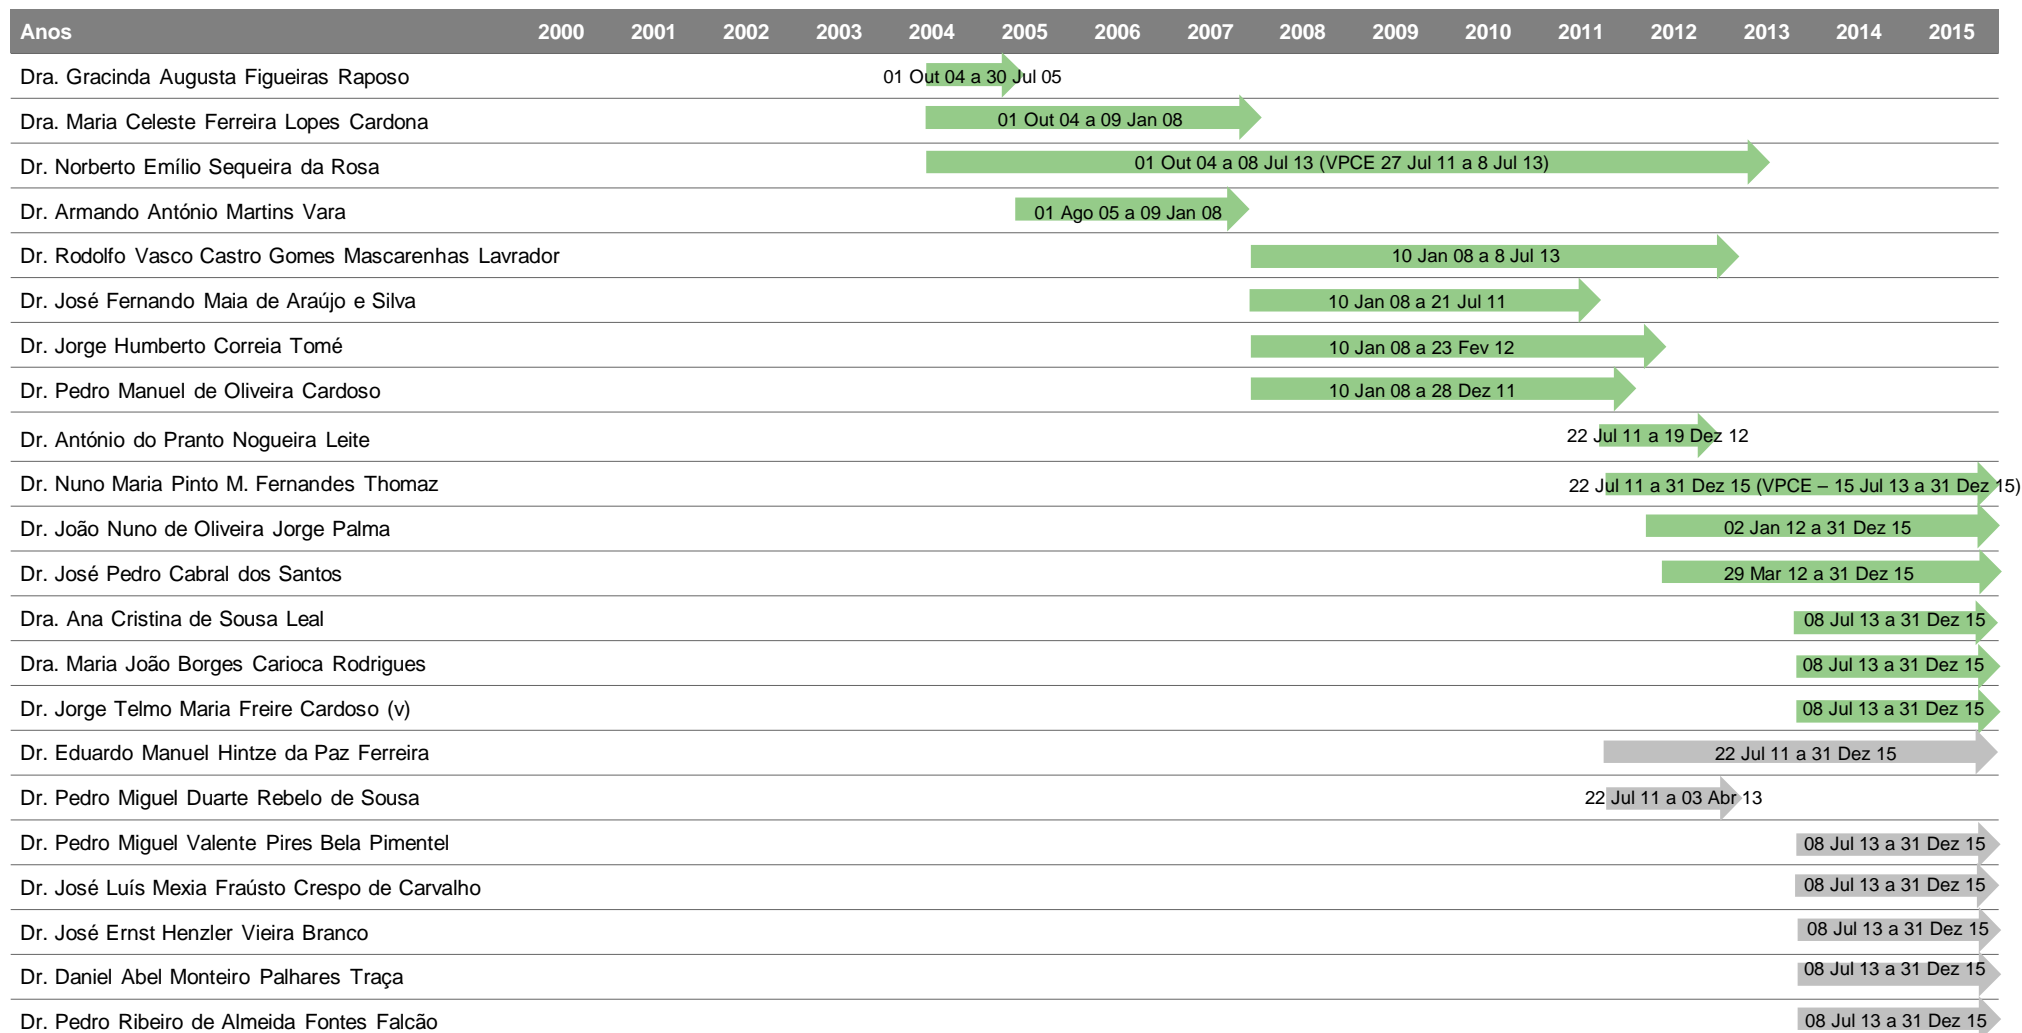 Anos 2000 2001 2002 2003 2004 2005 2006 2007 2008 2009 2010 2011 2012 2013 2014 2015
Dra. Gracinda Augusta Figueiras Raposo 01 Out 04 a 30 Jul 05
Dra. Maria Celeste Ferreira Lopes Cardona 01 Out 04 a 09 Jan 08
Dr. Norberto Emílio Sequeira da Rosa 01 Out 04 a 08 Jul 13 (VPCE 27 Jul 11 a 8 Jul 13)
Dr. Armando António Martins Vara 01 Ago 05 a 09 Jan 08
Dr. Rodolfo Vasco Castro Gomes Mascarenhas Lavrador 10 Jan 08 a 8 Jul 13
Dr. José Fernando Maia de Araújo e Silva 10 Jan 08 a 21 Jul 11
Dr. Jorge Humberto Correia Tomé 10 Jan 08 a 23 Fev 12
Dr. Pedro Manuel de Oliveira Cardoso 10 Jan 08 a 28 Dez 11
Dr. António do Pranto Nogueira Leite 22 Jul 11 a 19 Dez 12
Dr. Nuno Maria Pinto M. Fernandes Thomaz 22 Jul 11 a 31 Dez 15 (VPCE – 15 Jul 13 a 31 Dez 15)
Dr. João Nuno de Oliveira Jorge Palma 02 Jan 12 a 31 Dez 15
Dr. José Pedro Cabral dos Santos 29 Mar 12 a 31 Dez 15
Dra. Ana Cristina de Sousa Leal 08 Jul 13 a 31 Dez 15
Dra. Maria João Borges Carioca Rodrigues 08 Jul 13 a 31 Dez 15
Dr. Jorge Telmo Maria Freire Cardoso (v) 08 Jul 13 a 31 Dez 15
Dr. Eduardo Manuel Hintze da Paz Ferreira 22 Jul 11 a 31 Dez 15
Dr. Pedro Miguel Duarte Rebelo de Sousa 22 Jul 11 a 03 Abr 13
Dr. Pedro Miguel Valente Pires Bela Pimentel 08 Jul 13 a 31 Dez 15
Dr. José Luís Mexia Fraústo Crespo de Carvalho 08 Jul 13 a 31 Dez 15
Dr. José Ernst Henzler Vieira Branco 08 Jul 13 a 31 Dez 15
Dr. Daniel Abel Monteiro Palhares Traça 08 Jul 13 a 31 Dez 15
Dr. Pedro Ribeiro de Almeida Fontes Falcão 08 Jul 13 a 31 Dez 15